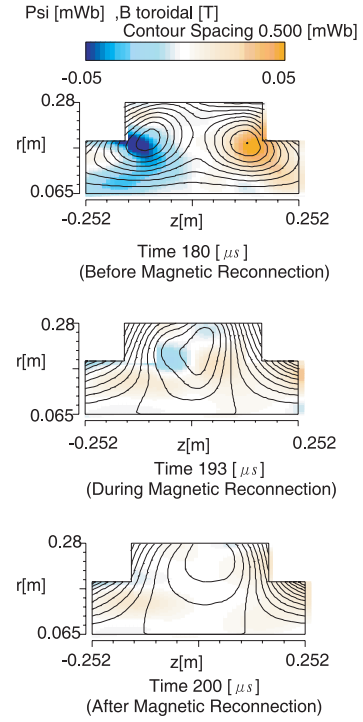 Psi [mWb] ,B toroidal [T]
Contour Spacing 0.500 [mWb]
-0.05 0.05
0.28
r[m]
0.065
-0.252 z[m] 0.252
Time 180 [μs]
(Before Magnetic Reconnection)
0.28
r[m]
0.065
-0.252 z[m] 0.252
Time 193 [μs]
(During Magnetic Reconnection)
0.28
r[m]
0.065
-0.252 z[m] 0.252
Time 200 [μs]
(After Magnetic Reconnection)